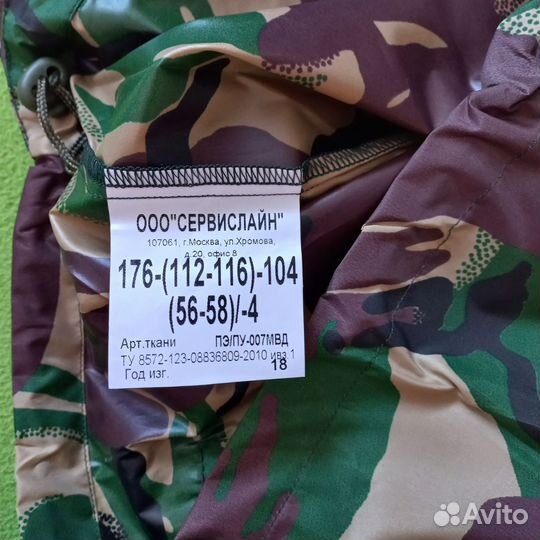 ООО"СЕРВИСЛАЙН"
107061, г.Москва, ул.Хромова,
д.20, офис 8
176-(112-116)-104
(56-58)/-4
Арт.ткани ПЭ/ПУ-007МВД
ТУ 8572-123-08836809-2010 изв 1
Год изг. 18
Avito